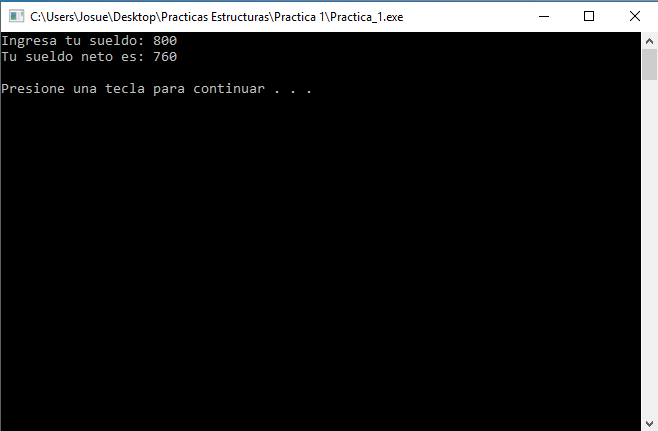 C:\Users\Josue\Desktop\Practicas Estructuras\Practica 1\Practica_1.exe
Ingresa tu sueldo: 800
Tu sueldo neto es: 760
Presione una tecla para continuar . . .